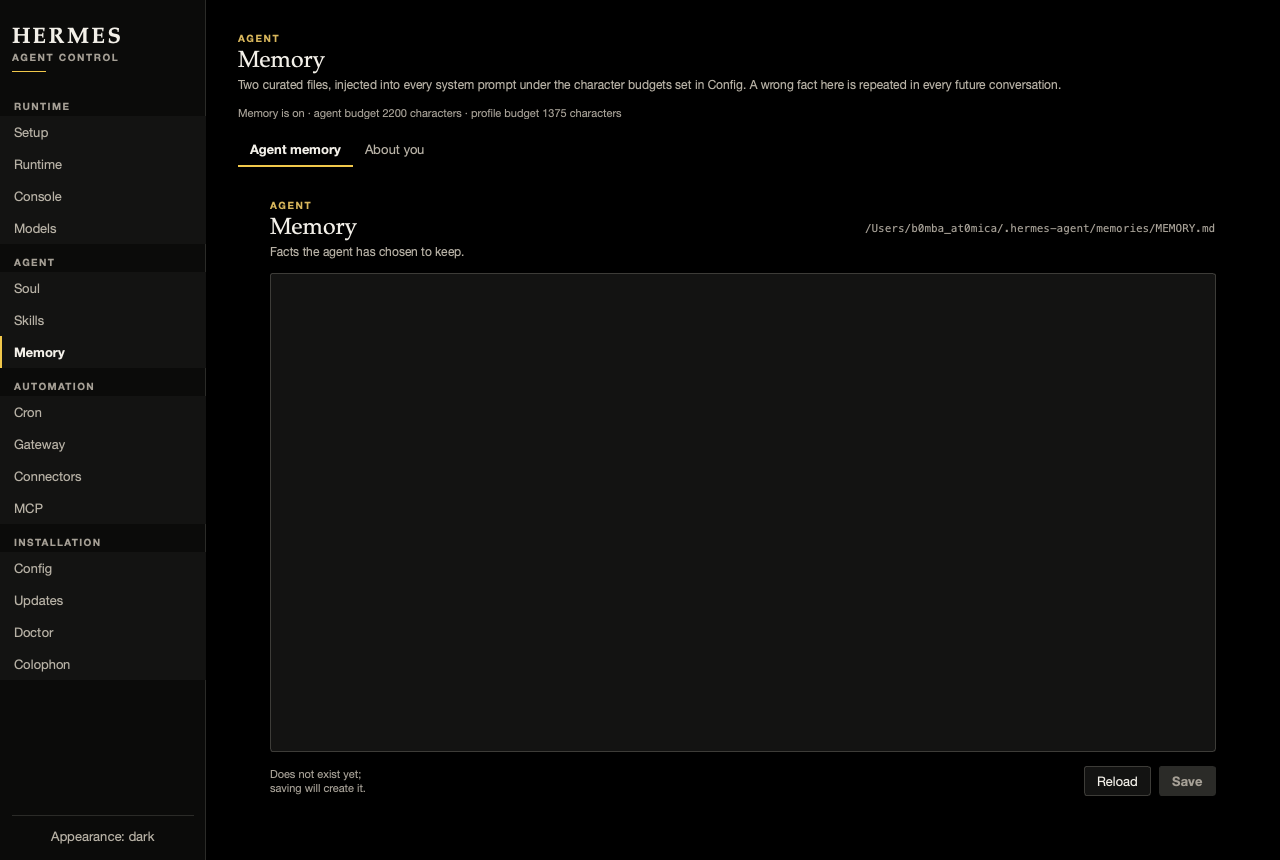 HERMES
AGENT CONTROL
RUNTIME
Setup
Runtime
Console
Models
AGENT
Soul
Skills
Memory
AUTOMATION
Cron
Gateway
Connectors
MCP
INSTALLATION
Config
Updates
Doctor
Colophon
Appearance: dark
AGENT
Memory
Two curated files, injected into every system prompt under the character budgets set in Config. A wrong fact here is repeated in every future conversation.
Memory is on · agent budget 2200 characters · profile budget 1375 characters
Agent memory About you
AGENT
Memory
/Users/b0mba_at0mica/.hermes-agent/memories/MEMORY.md
Facts the agent has chosen to keep.
Does not exist yet;
saving will create it.
Reload Save